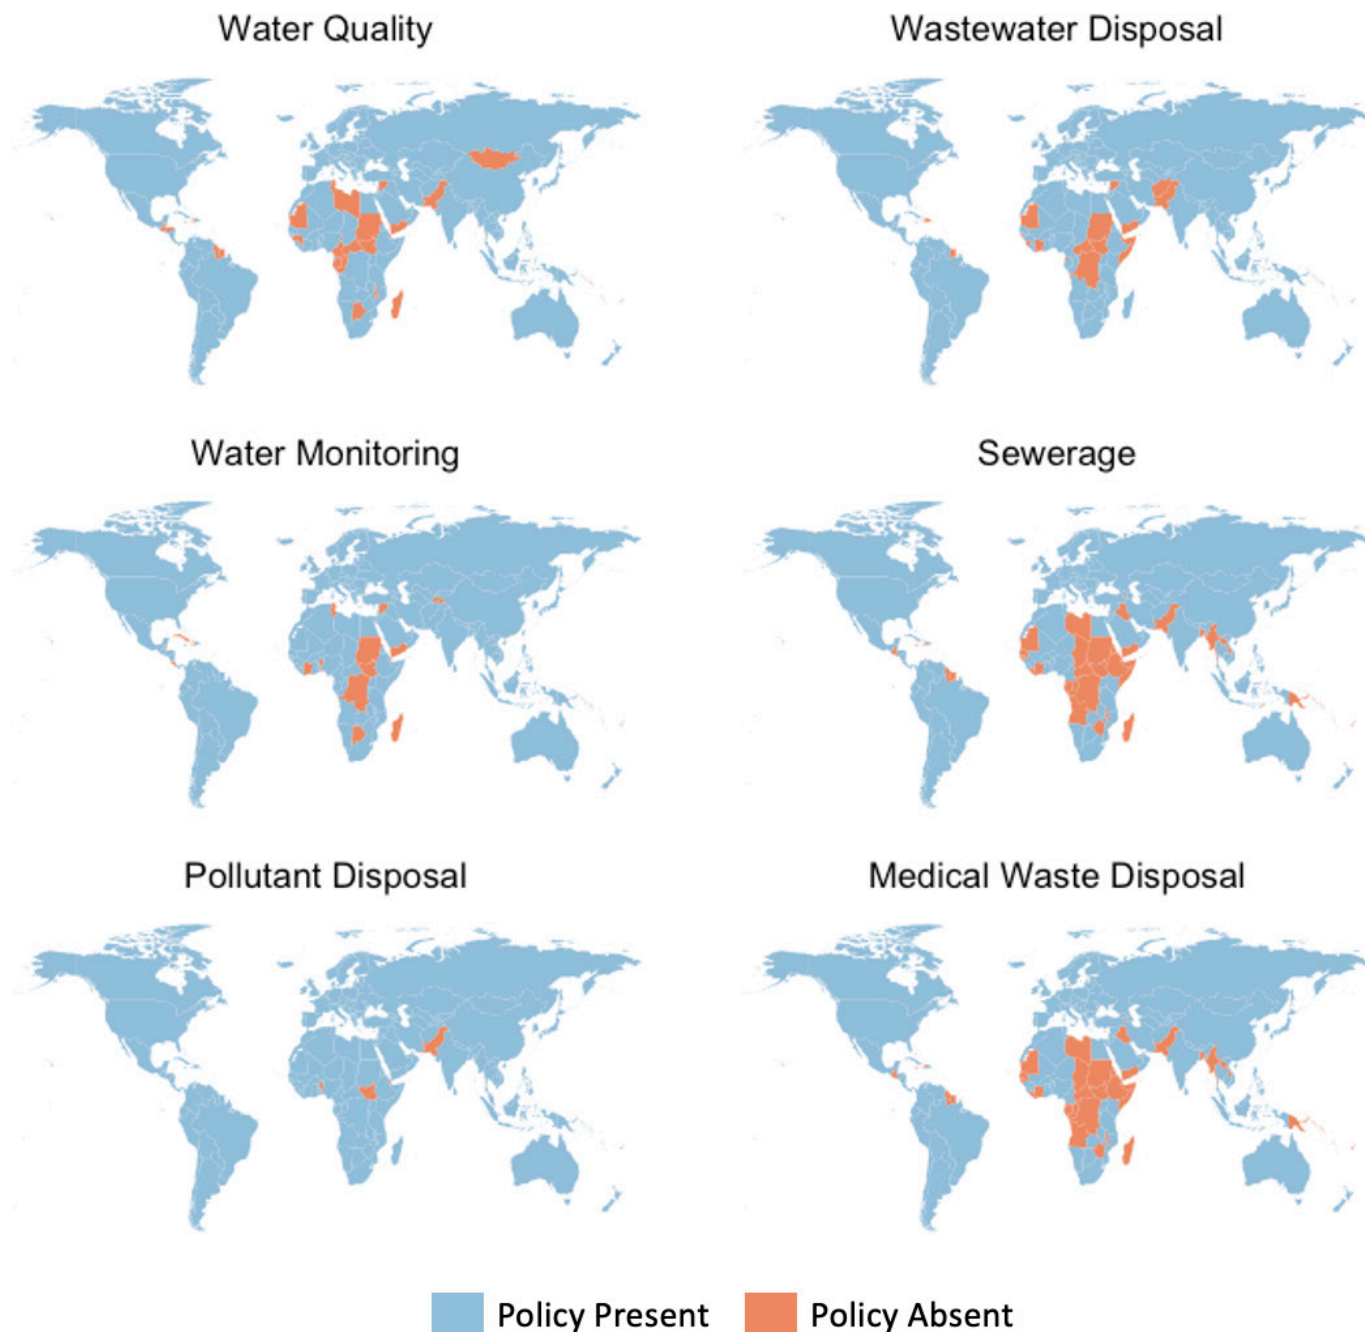 Water Quality
Wastewater Disposal
Water Monitoring
Sewerage
Pollutant Disposal
Medical Waste Disposal
Policy Present
Policy Absent